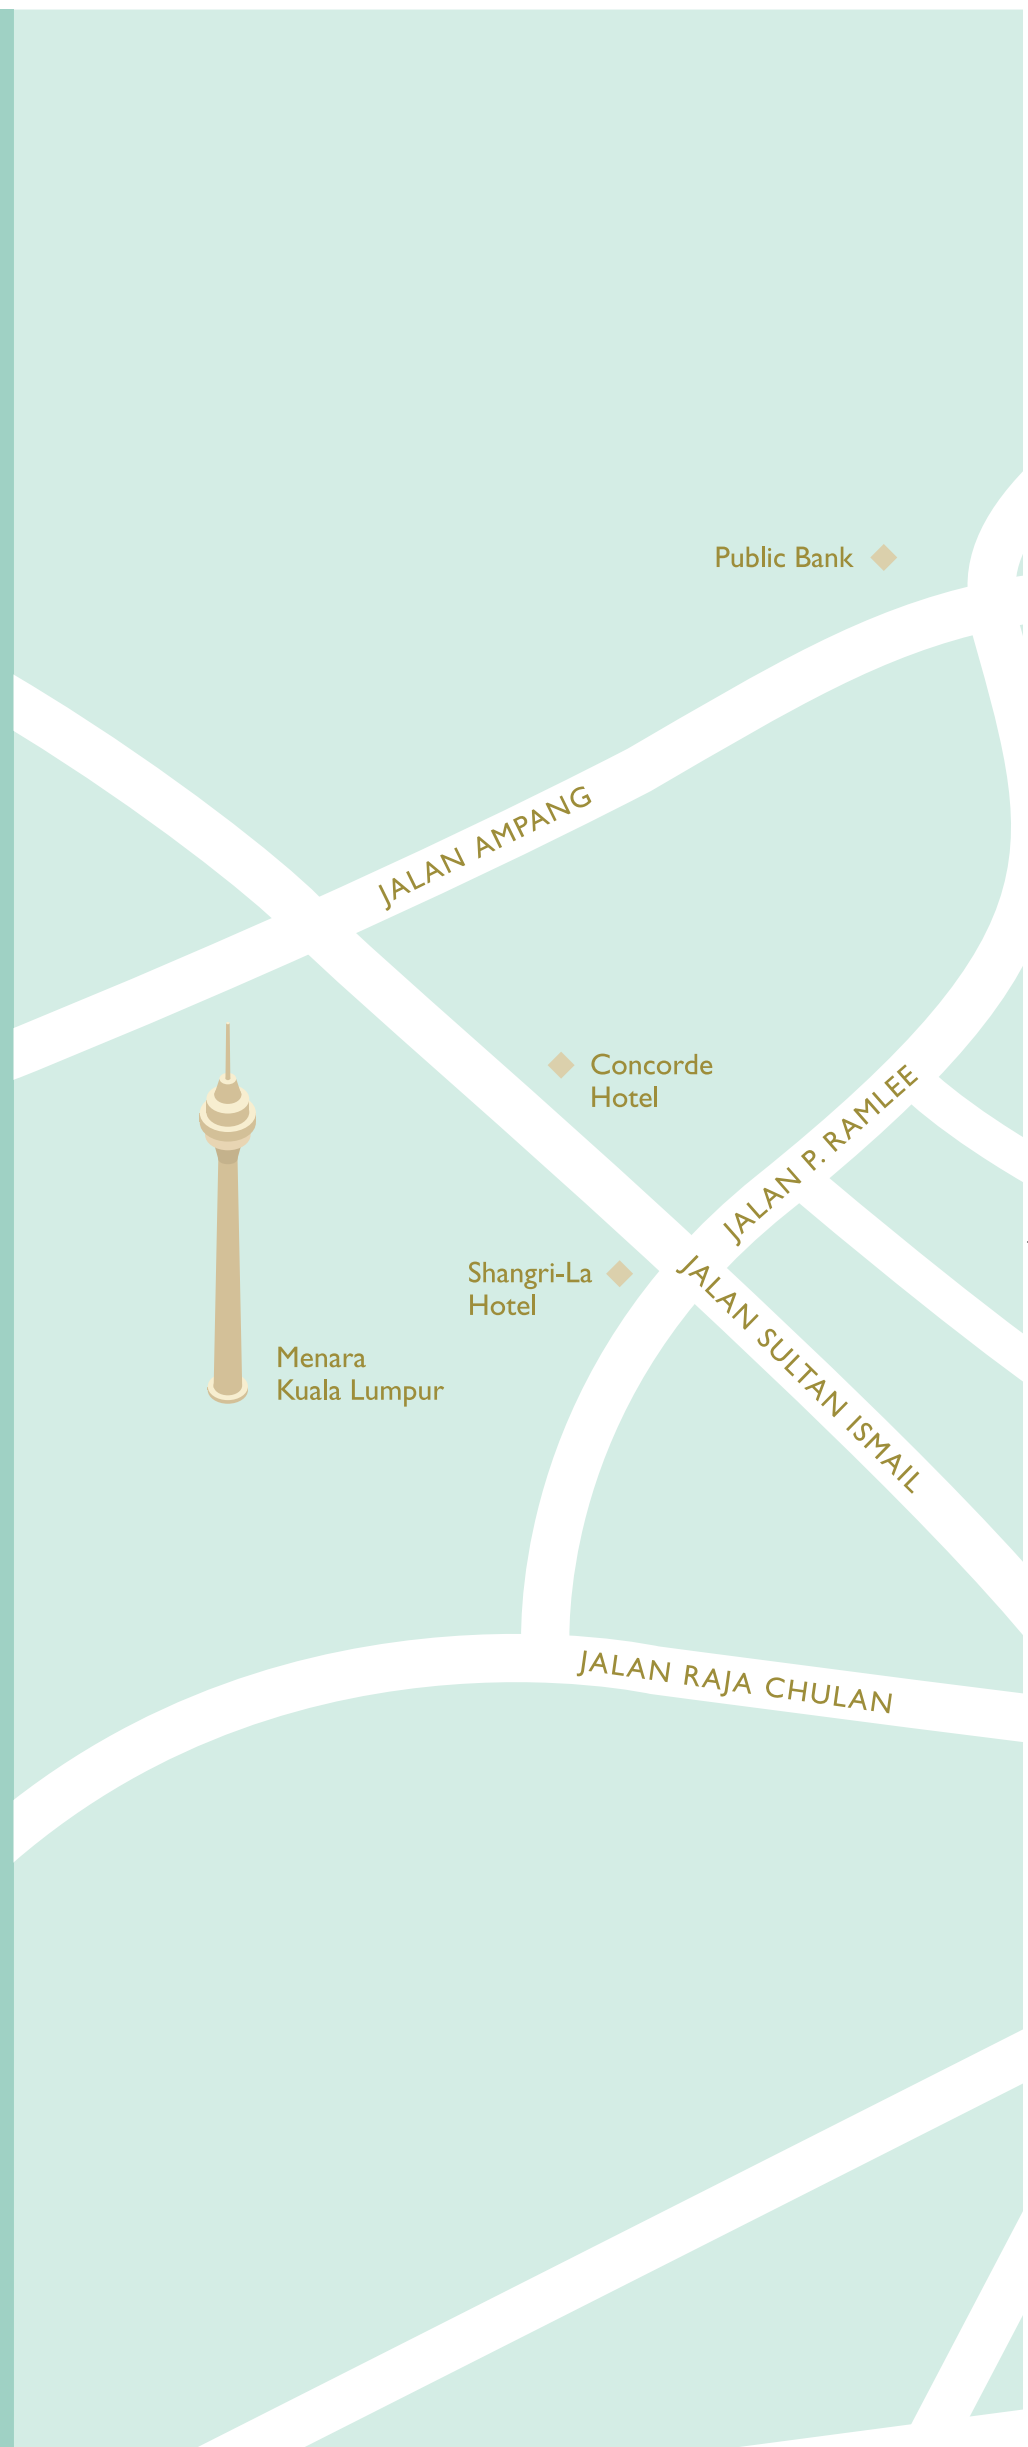 Public Bank
JALAN AMPANG
Concorde
Hotel
JALAN P. RAMLEE
Shangri-La
Hotel
JALAN SULTAN ISMAIL
Menara
Kuala Lumpur
JALAN RAJA CHULAN